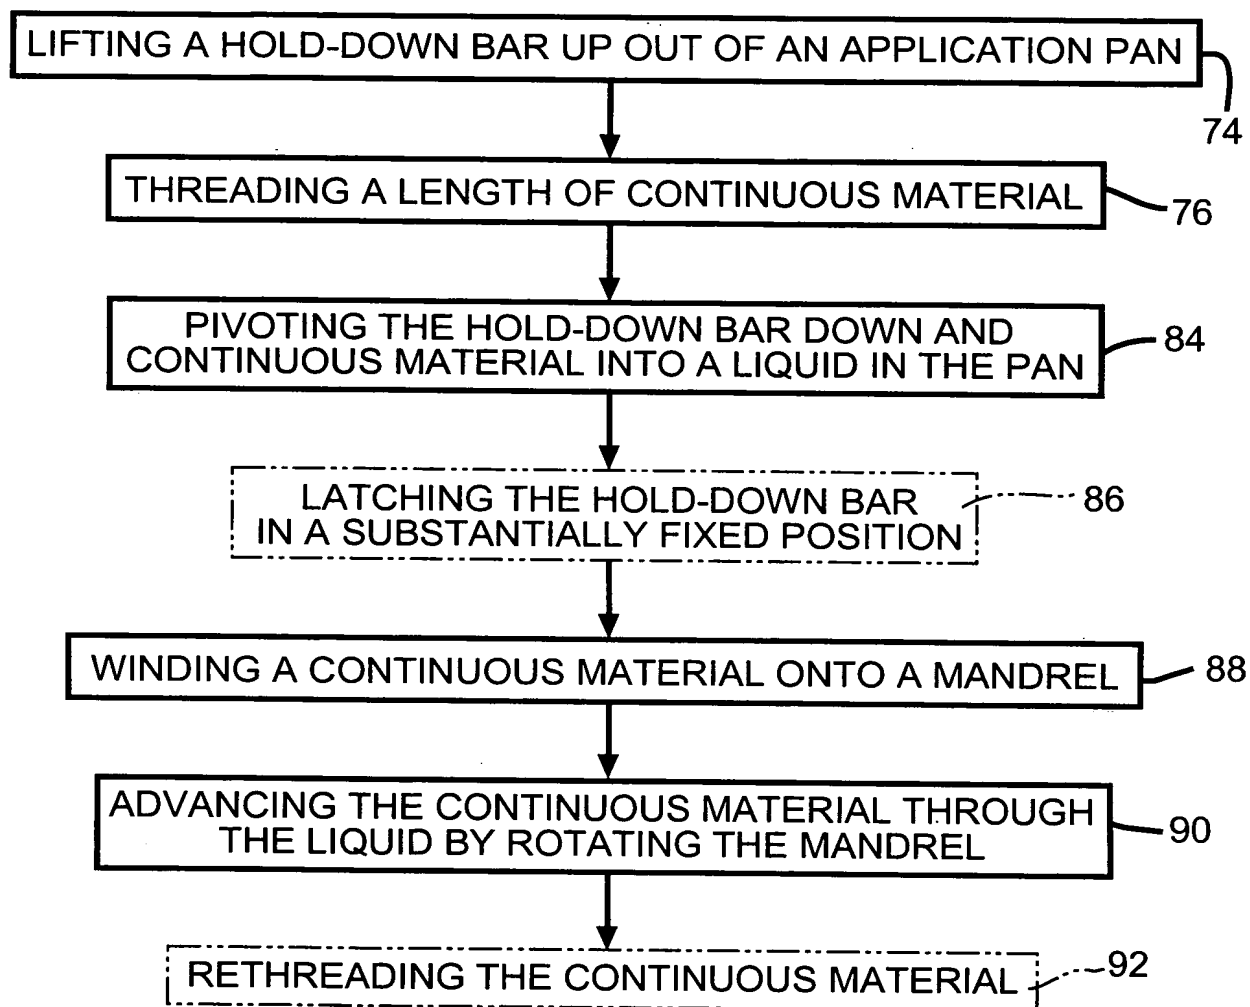 LIFTING A HOLD-DOWN BAR UP OUT OF AN APPLICATION PAN
74
THREADING A LENGTH OF CONTINUOUS MATERIAL
76
PIVOTING THE HOLD-DOWN BAR DOWN AND
CONTINUOUS MATERIAL INTO A LIQUID IN THE PAN
84
LATCHING THE HOLD-DOWN BAR
IN A SUBSTANTIALLY FIXED POSITION
86
WINDING A CONTINUOUS MATERIAL ONTO A MANDREL
88
ADVANCING THE CONTINUOUS MATERIAL THROUGH
THE LIQUID BY ROTATING THE MANDREL
90
RETHREADING THE CONTINUOUS MATERIAL
92